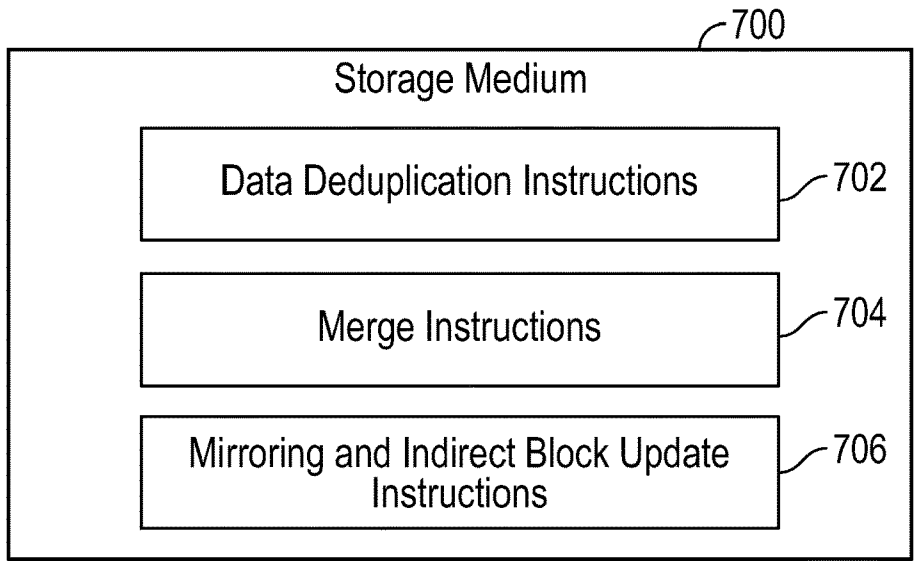 700
Storage Medium
Data Deduplication Instructions
702
Merge Instructions
704
Mirroring and Indirect Block Update
Instructions
706